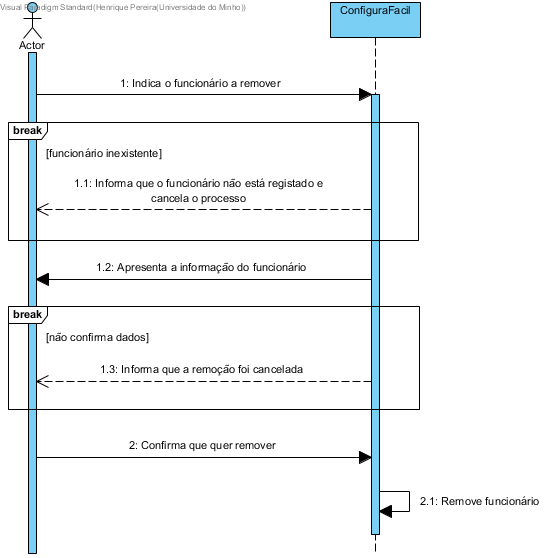 Visual Paradigm Standard(Henrique Pereira(Universidade do Minho))
ConfiguraFacil
Actor
1: Indica o funcionário a remover
break
[funcionário inexistente]
1.1: Informa que o funcionário não está registado e
cancela o processo
1.2: Apresenta a informação do funcionário
break
[não confirma dados]
1.3: Informa que a remoção foi cancelada
2: Confirma que quer remover
2.1: Remove funcionário